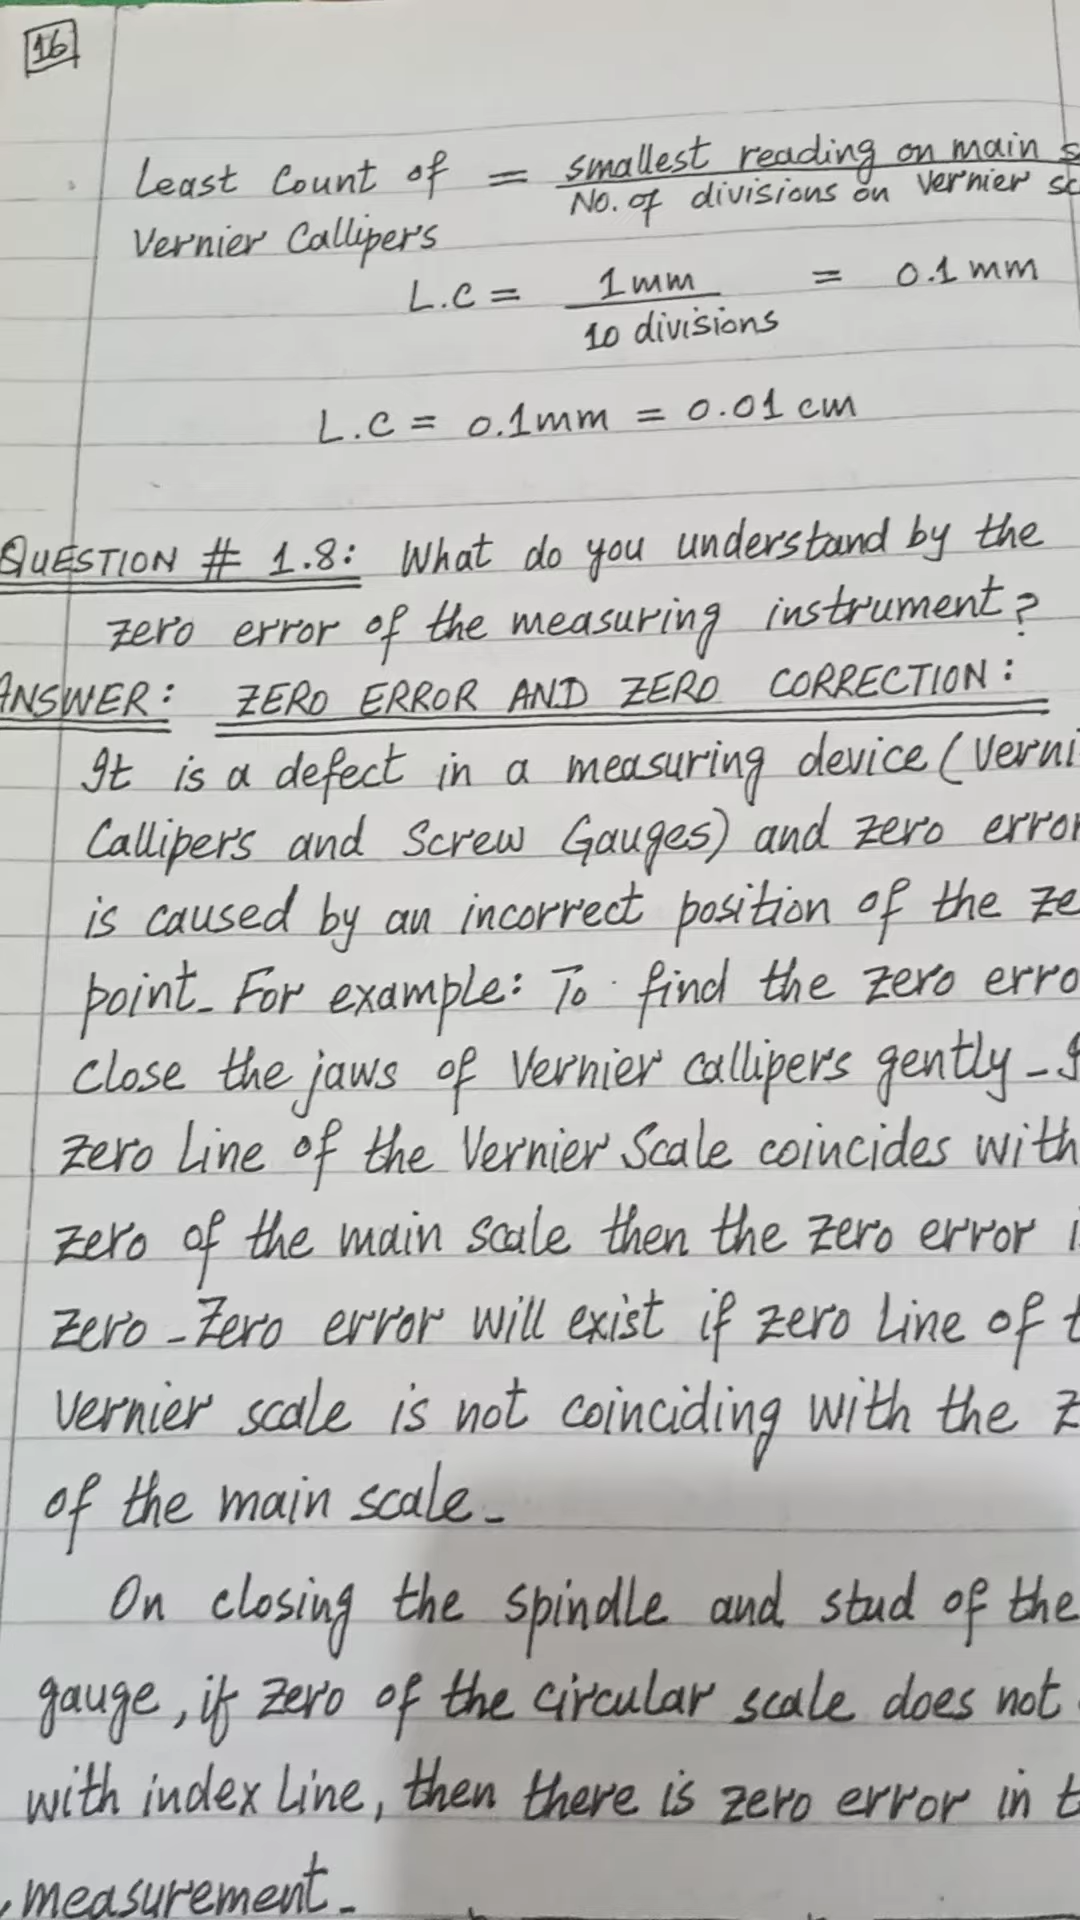 16
Least Count of = smallest reading on main s
No. of divisions on Vernier sc
Vernier Callipers
L.C = 1mm = 0.1 mm
10 divisions
L.C = 0.1mm = 0.01 cm
QUESTION # 1.8: What do you understand by the
zero error of the measuring instrument?
ANSWER: ZERO ERROR AND ZERO CORRECTION:
It is a defect in a measuring device (Verni
Callipers and Screw Gauges) and zero error
is caused by an incorrect position of the ze
point. For example: To find the zero erro
close the jaws of Vernier callipers gently.
zero Line of the Vernier Scale coincides with
zero of the main scale then the zero error i
zero. Zero error will exist if zero Line of t
Vernier scale is not coinciding with the z
of the main scale.
On closing the spindle and stud of the
gauge, if zero of the circular scale does not
with index Line, then there is zero error in t
measurement.